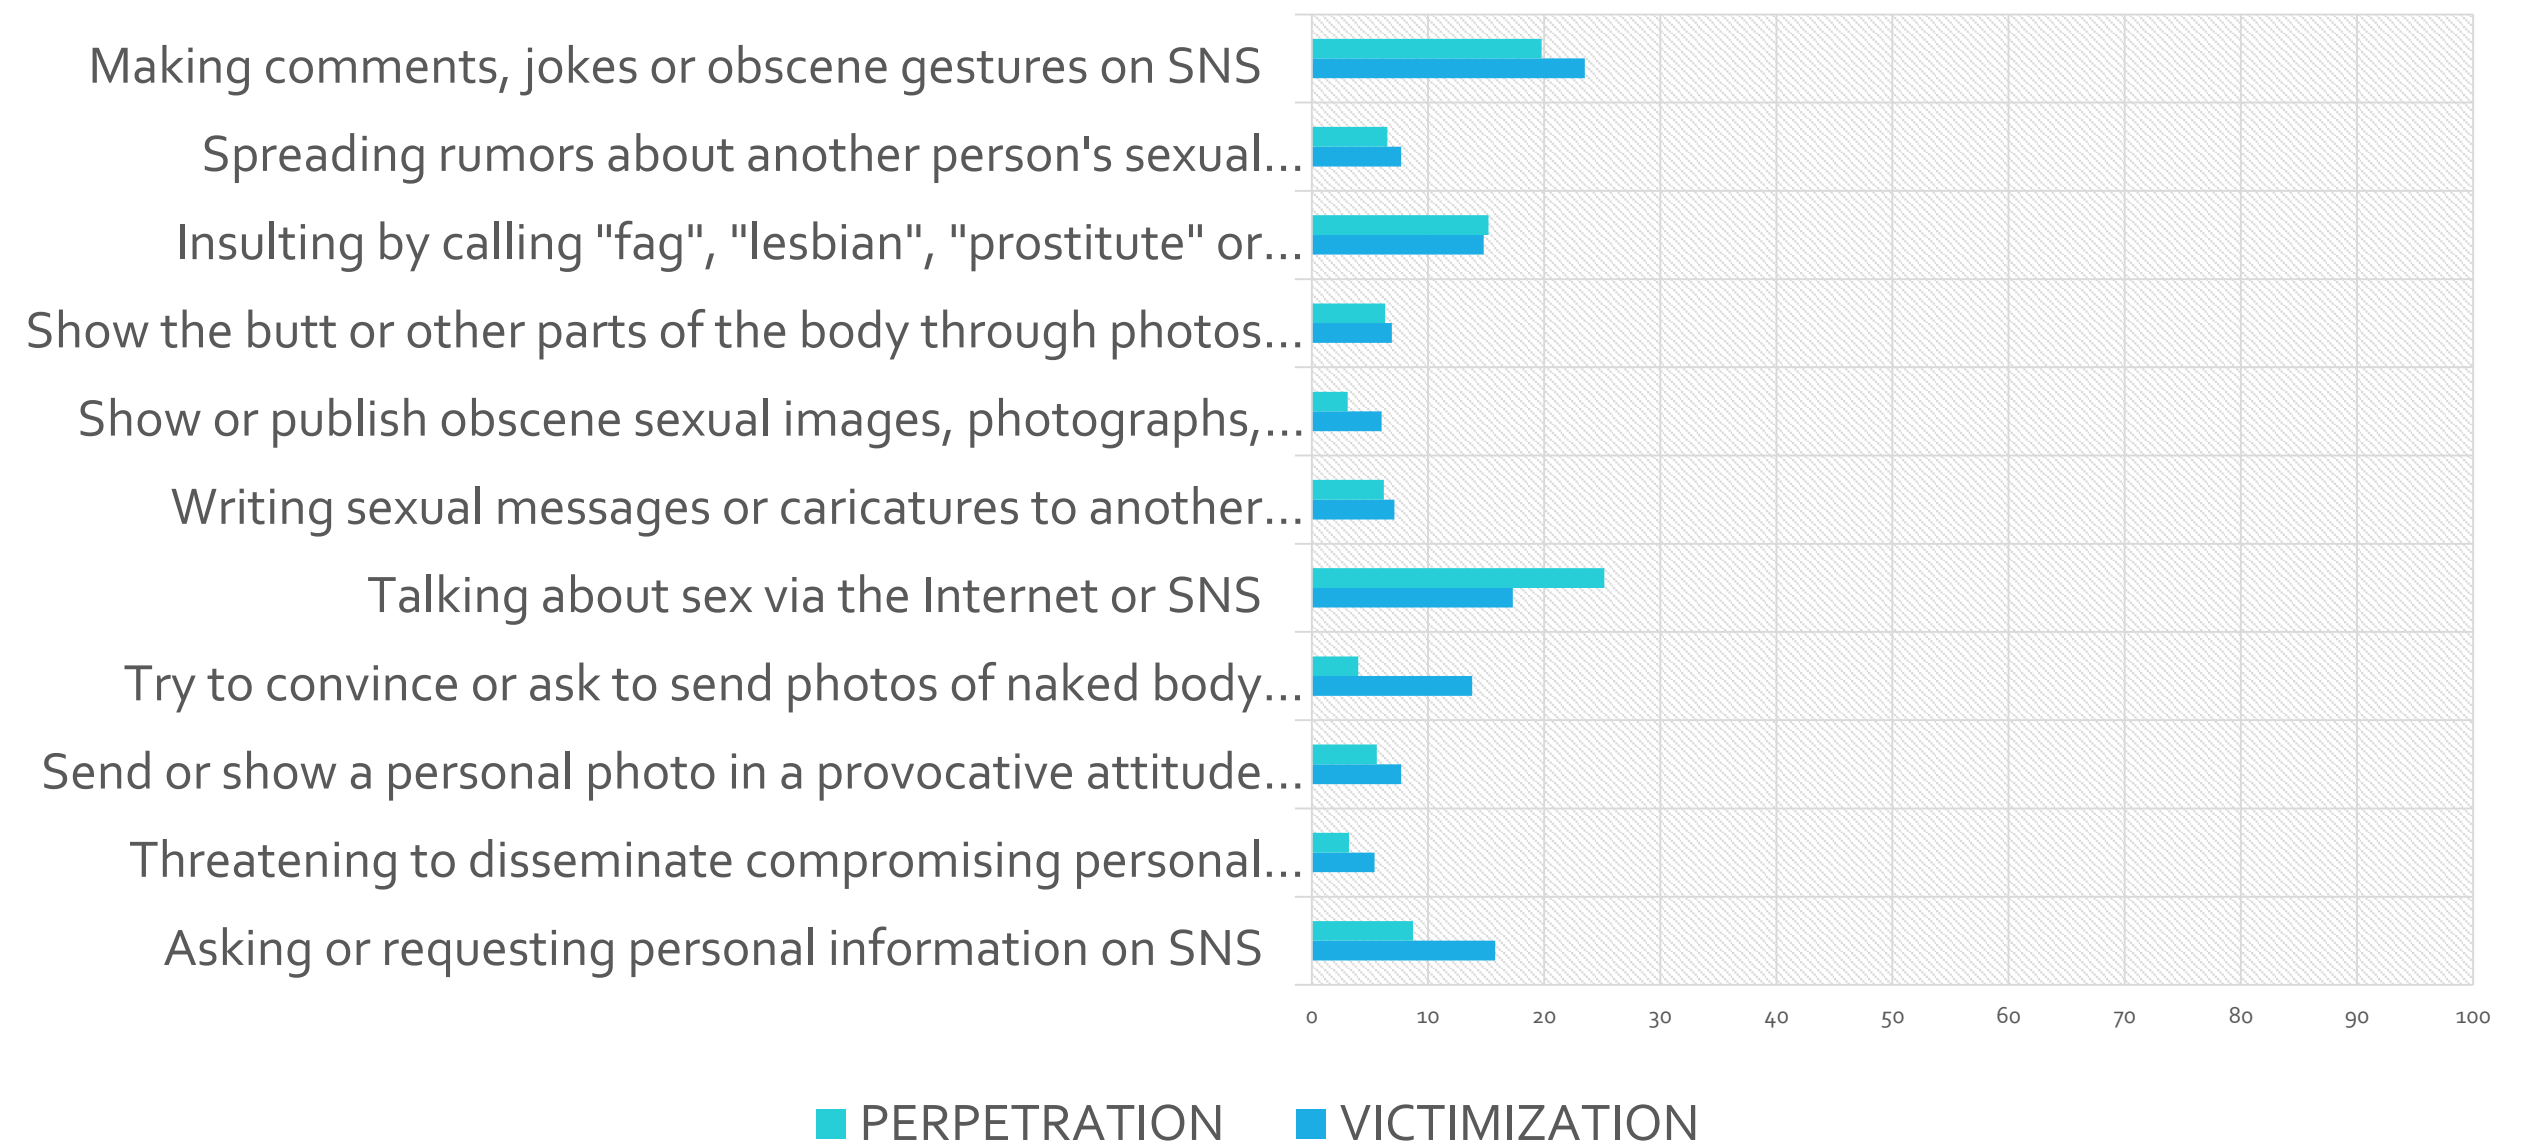 Making comments, jokes or obscene gestures on SNS
Spreading rumors about another person's sexual...
Insulting by calling "fag", "lesbian", "prostitute" or...
Show the butt or other parts of the body through photos...
Show or publish obscene sexual images, photographs,...
Writing sexual messages or caricatures to another...
Talking about sex via the Internet or SNS
Try to convince or ask to send photos of naked body...
Send or show a personal photo in a provocative attitude...
Threatening to disseminate compromising personal...
Asking or requesting personal information on SNS
0 10 20 30 40 50 60 70 80 90 100
PERPETRATION VICTIMIZATION